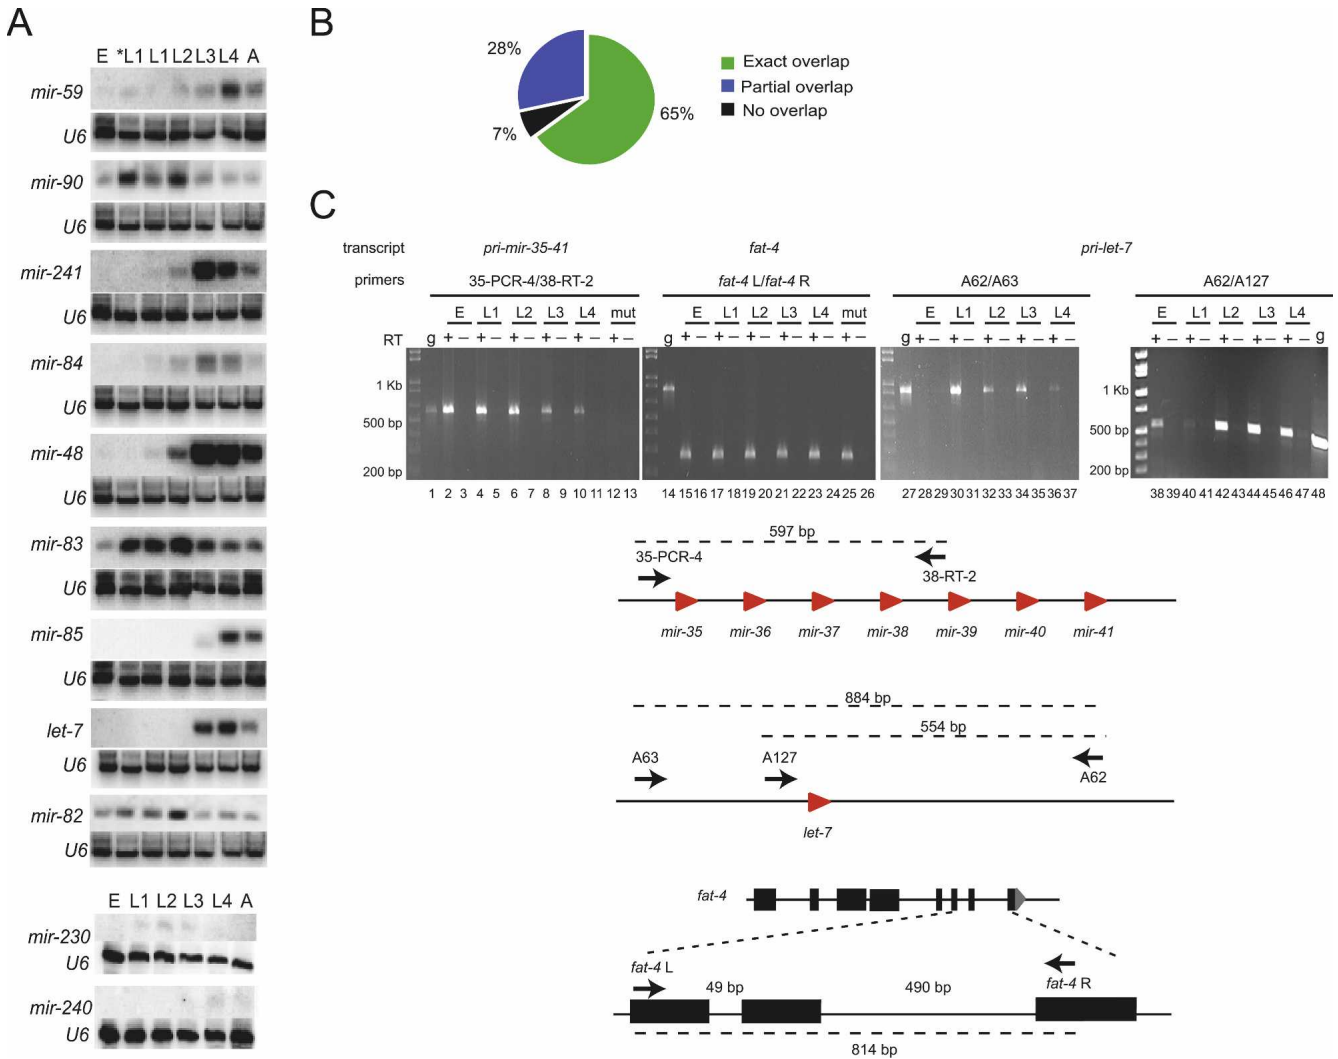 A
E *L1 L1 L2 L3 L4 A
mir-59
U6
mir-90
U6
mir-241
U6
mir-84
U6
mir-48
U6
mir-83
U6
mir-85
U6
let-7
U6
mir-82
U6
E L1 L2 L3 L4 A
mir-230
U6
mir-240
U6
B
28%
7%
65%
Exact overlap
Partial overlap
No overlap
C
transcript pri-mir-35-41 fat-4 pri-let-7
primers 35-PCR-4/38-RT-2 fat-4 L/fat-4 R A62/A63 A62/A127
E L1 L2 L3 L4 mut E L1 L2 L3 L4 mut E L1 L2 L3 L4 E L1 L2 L3 L4
RT g + – + – + – + – + – + – g + – + – + – + – + – + – g + – + – + – + – + – + – + – + – + – + – g
1 Kb
500 bp
200 bp
1 Kb
500 bp
200 bp
1 2 3 4 5 6 7 8 9 10 11 12 13 14 15 16 17 18 19 20 21 22 23 24 25 26 27 28 29 30 31 32 33 34 35 36 37 38 39 40 41 42 43 44 45 46 47 48
597 bp
35-PCR-4
38-RT-2
mir-35 mir-36 mir-37 mir-38 mir-39 mir-40 mir-41
884 bp
554 bp
A63 A127
A62
let-7
fat-4
fat-4 L
49 bp 490 bp fat-4 R
814 bp